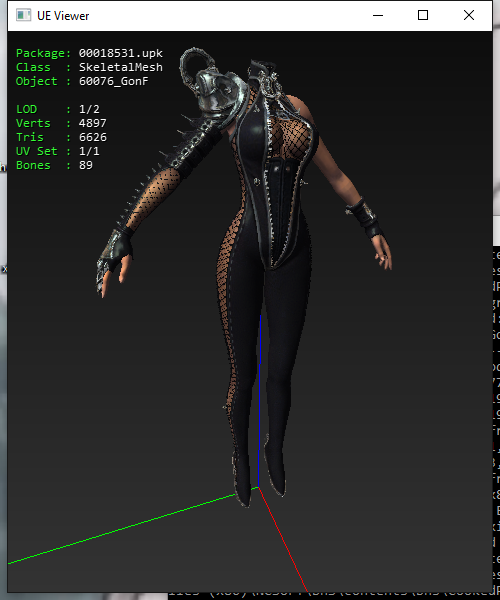 UE Viewer
Package: 00018531.upk
Class : SkeletalMesh
Object : 60076_GonF
LOD : 1/2
Verts : 4897
Tris : 6626
UV Set : 1/1
Bones : 89